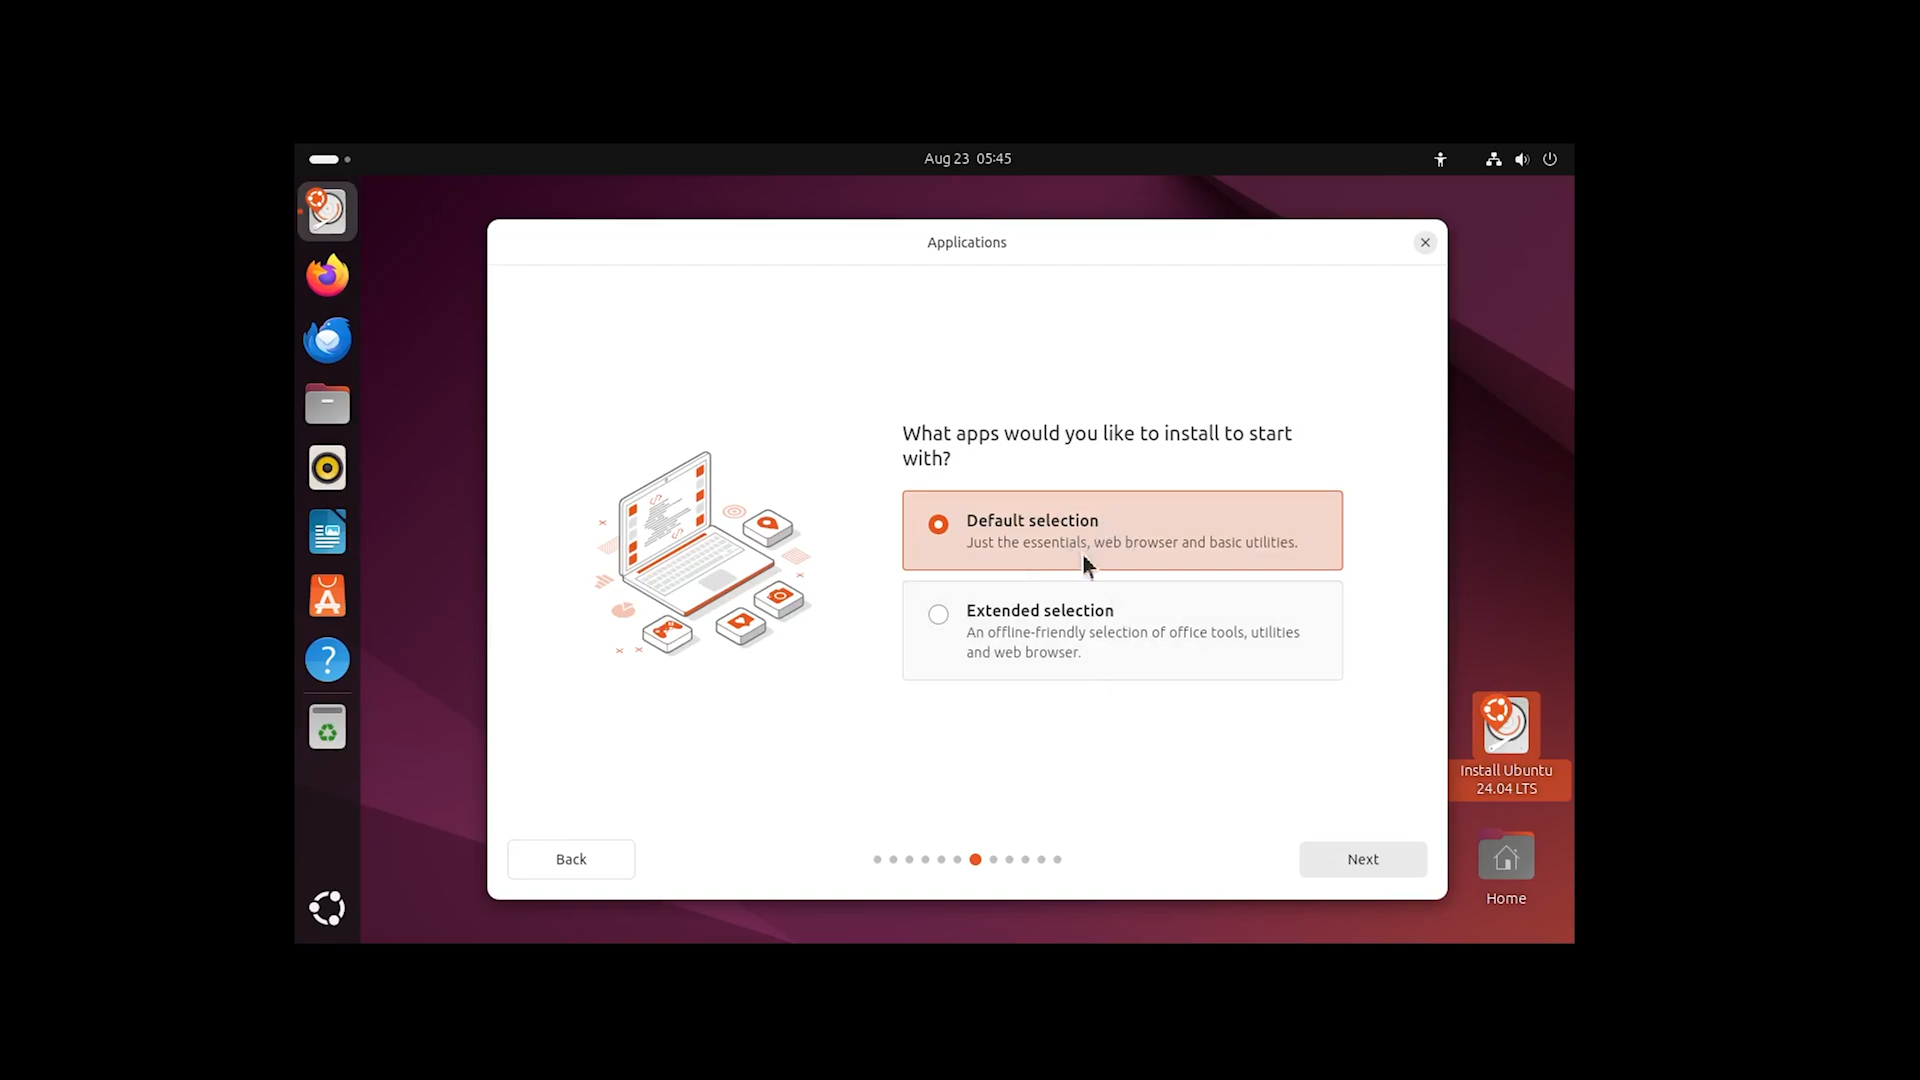 Aug 23 05:45
Applications
What apps would you like to install to start
with?
Default selection
Just the essentials, web browser and basic utilities.
Extended selection
An offline-friendly selection of office tools, utilities
and web browser.
Install Ubuntu
24.04 LTS
Back
Next
Home